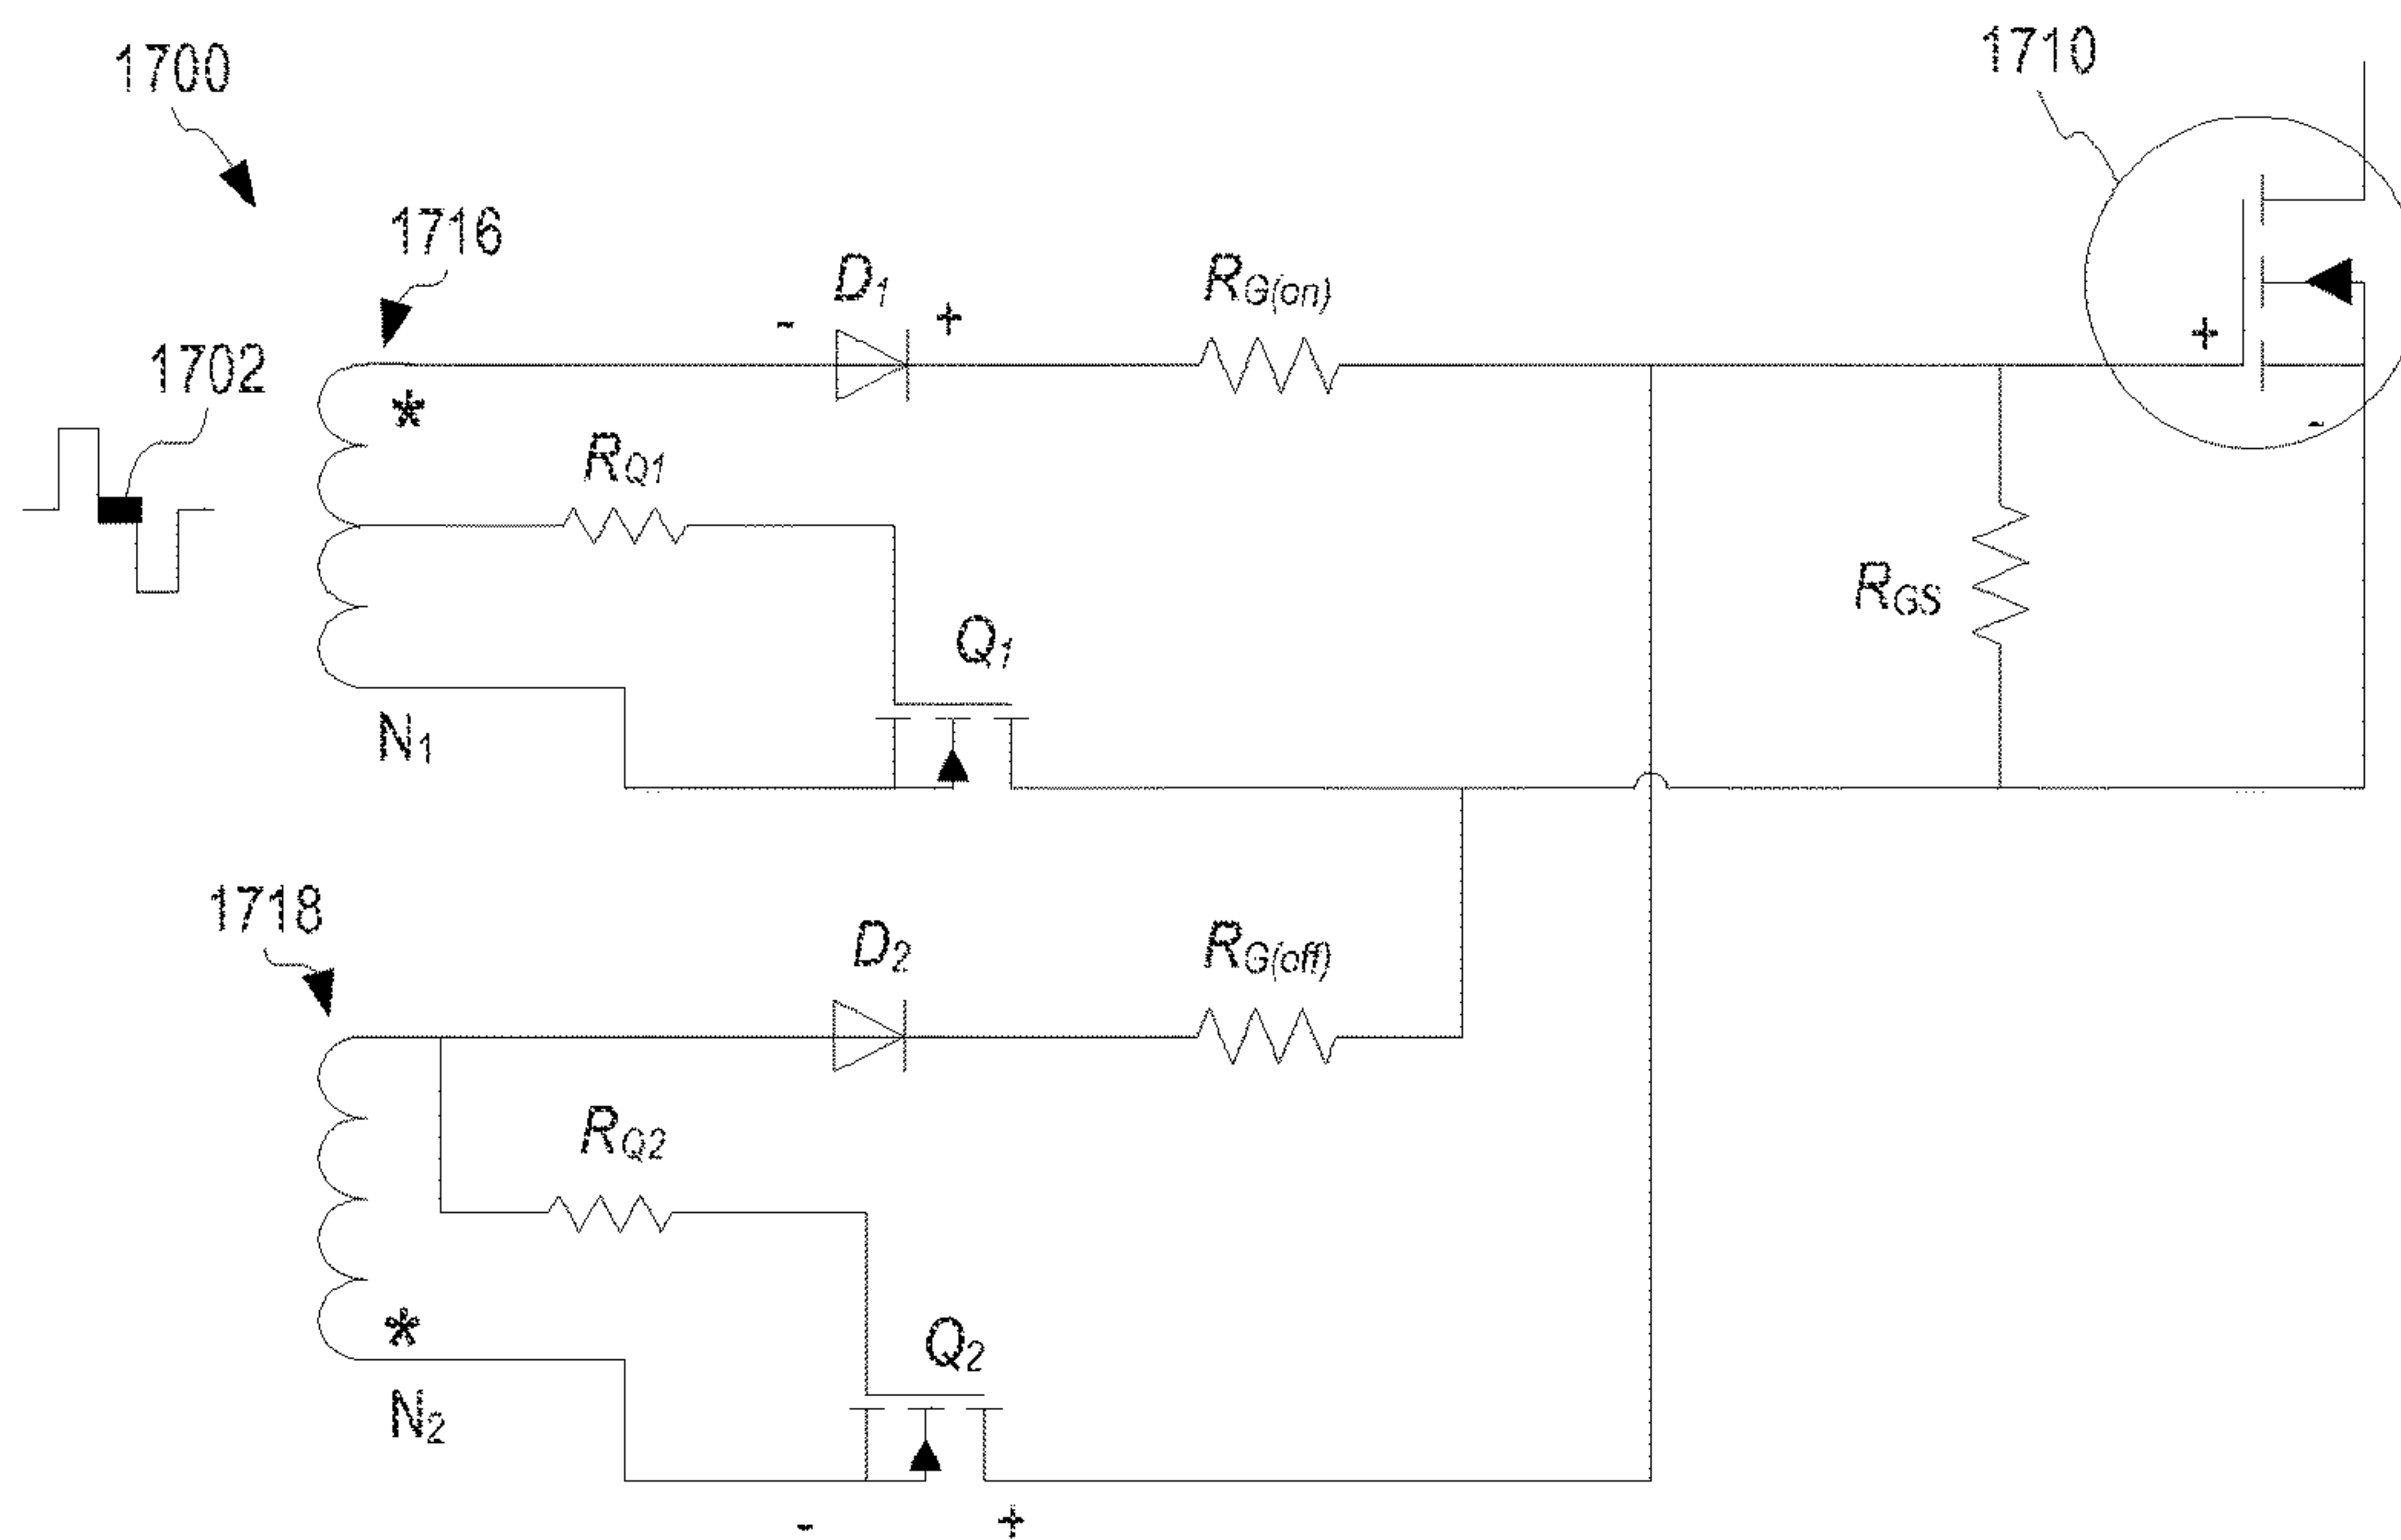 1700
1710
1716
1702
D1
RG(on)
- +
+
*
-
RQ1
RGS
Q1
N1
1718
D2
RG(off)
RQ2
*
Q2
N2
- +